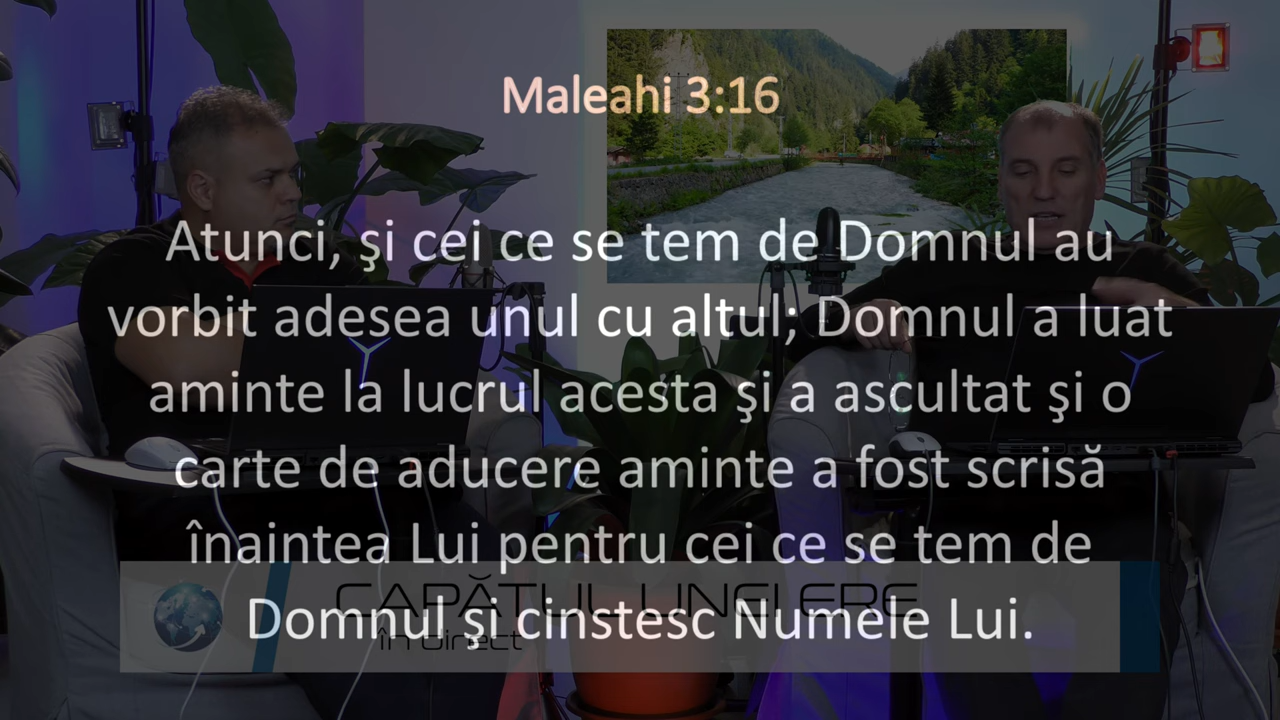 Maleahi 3:16
Atunci, şi cei ce se tem de Domnul au
vorbit adesea unul cu altul; Domnul a luat
aminte la lucrul acesta şi a ascultat şi o
carte de aducere aminte a fost scrisă
înaintea Lui pentru cei ce se tem de
Domnul şi cinstesc Numele Lui.
CAPĂTUL UNEI ERE
în direct